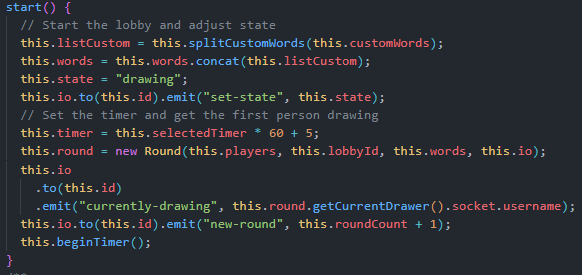 start() {
// Start the lobby and adjust state
this.listCustom = this.splitCustomWords(this.customWords);
this.words = this.words.concat(this.listCustom);
this.state = "drawing";
this.io.to(this.id).emit("set-state", this.state);
// Set the timer and get the first person drawing
this.timer = this.selectedTimer * 60 + 5;
this.round = new Round(this.players, this.lobbyId, this.words, this.io);
this.io
.to(this.id)
.emit("currently-drawing", this.round.getCurrentDrawer().socket.username);
this.io.to(this.id).emit("new-round", this.roundCount + 1);
this.beginTimer();
}